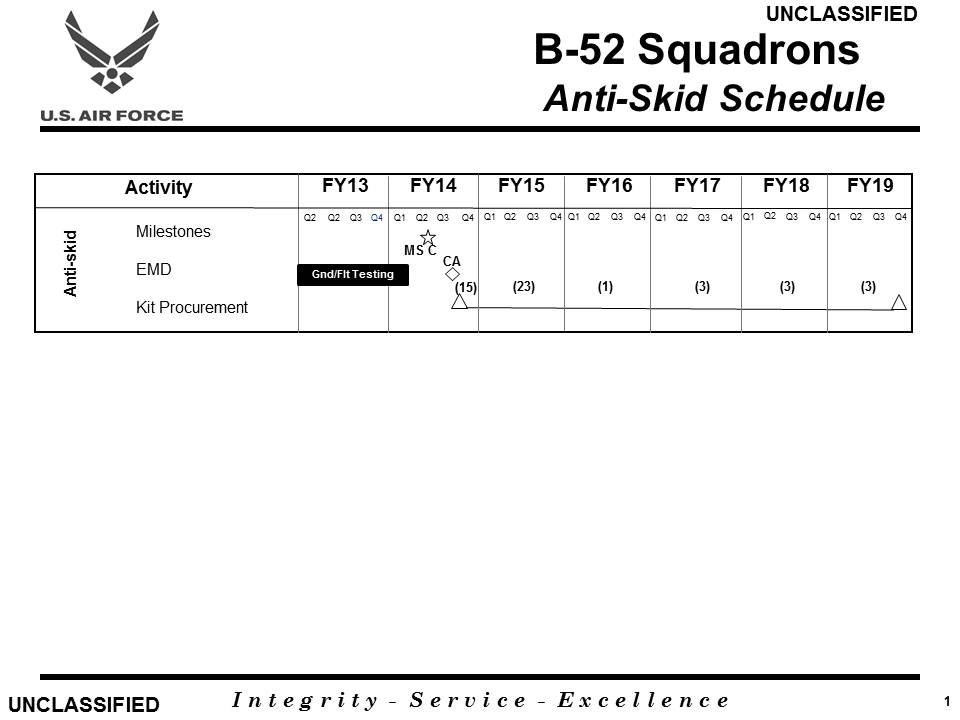 UNCLASSIFIED
B-52 Squadrons
Anti-Skid Schedule
U.S. AIR FORCE
Activity FY13 FY14 FY15 FY16 FY17 FY18 FY19
Q2 Q2 Q3 Q4 Q1 Q2 Q3 Q4 Q1 Q2 Q3 Q4 Q1 Q2 Q3 Q4 Q1 Q2 Q3 Q4 Q1 Q2 Q3 Q4 Q1 Q2 Q3 Q4
Anti-skid
Milestones
MS C
EMD
Gnd/Flt Testing
CA
Kit Procurement
(15) (23) (1) (3) (3) (3)
UNCLASSIFIED
Integrity - Service - Excellence
1